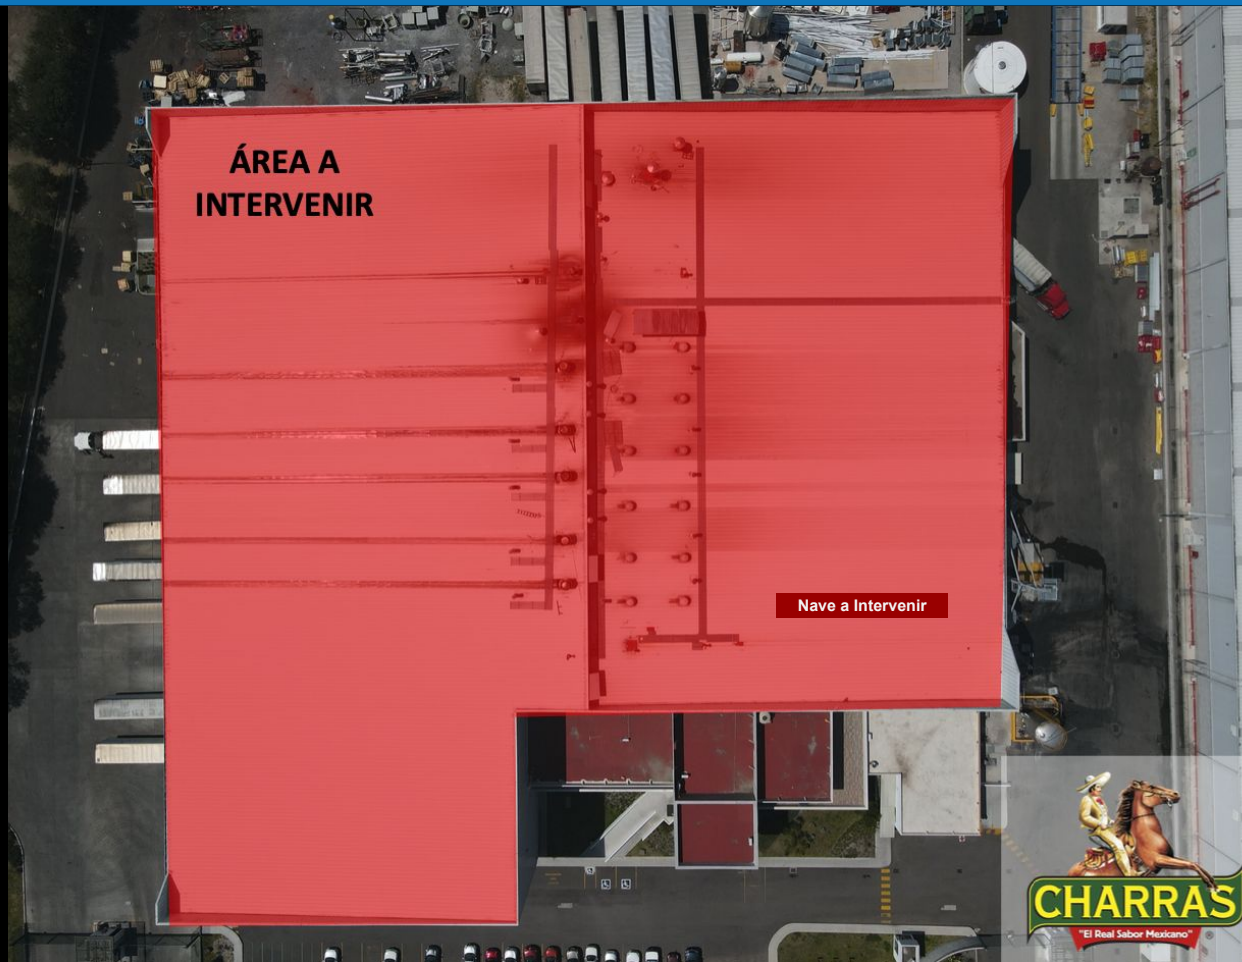 ÁREA A
INTERVENIR
Nave a Intervenir
CHARRAS
"El Real Sabor Mexicano"
®